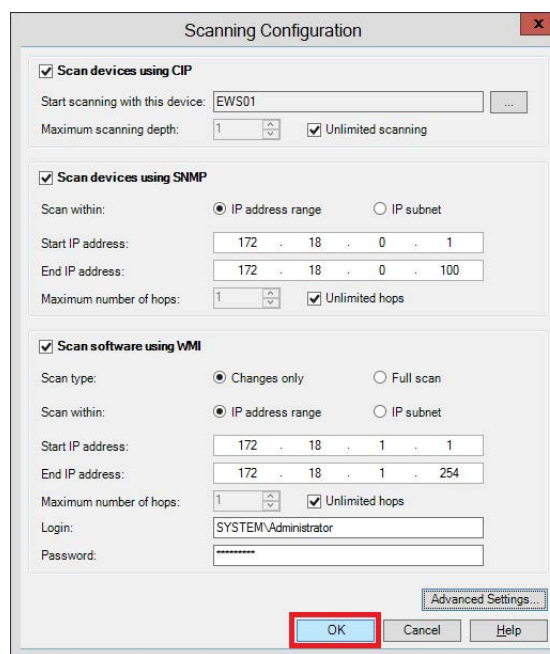 Scanning Configuration
x
Scan devices using CIP
Start scanning with this device: EWS01 ...
Maximum scanning depth: 1 Unlimited scanning
Scan devices using SNMP
Scan within: IP address range IP subnet
Start IP address: 172 . 18 . 0 . 1
End IP address: 172 . 18 . 0 . 100
Maximum number of hops: 1 Unlimited hops
Scan software using WMI
Scan type: Changes only Full scan
Scan within: IP address range IP subnet
Start IP address: 172 . 18 . 1 . 1
End IP address: 172 . 18 . 1 . 254
Maximum number of hops: 1 Unlimited hops
Login: SYSTEM\Administrator
Password: *********
Advanced Settings...
OK Cancel Help